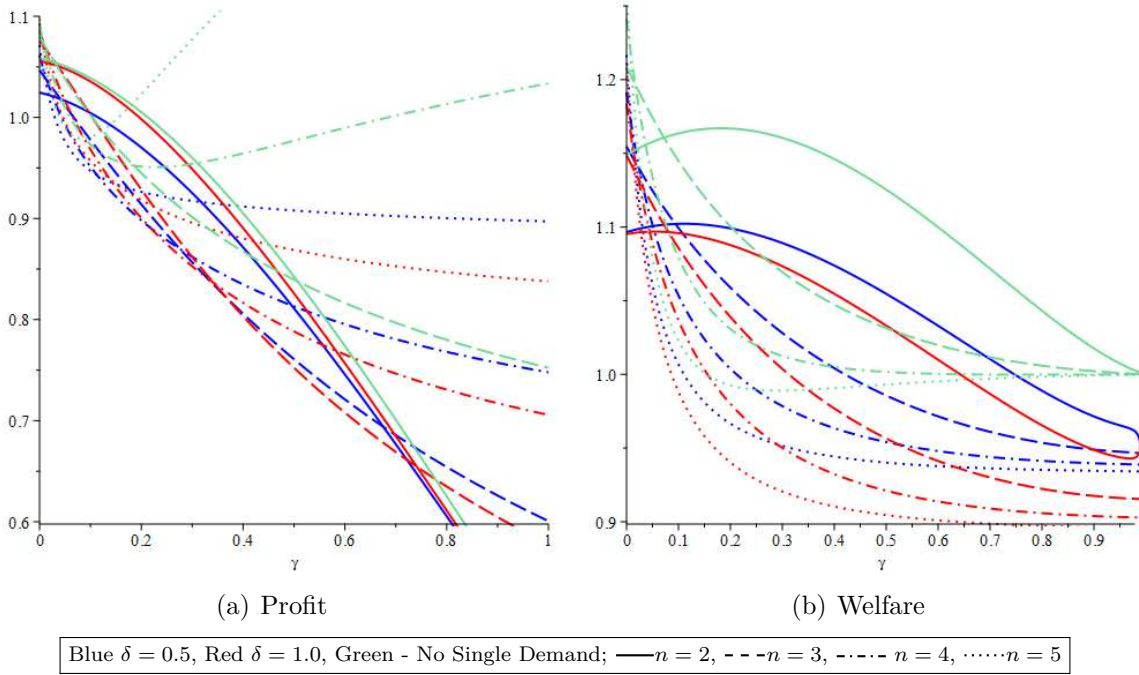 1.1
1.0
0.9
0.8
0.7
0.6
0 0.2 0.4 0.6 0.8 1
γ
(a) Profit
1.2
1.1
1.0
0.9
0 0.1 0.2 0.3 0.4 0.5 0.6 0.7 0.8 0.9
γ
(b) Welfare
Blue δ = 0.5, Red δ = 1.0, Green - No Single Demand; n = 2, n = 3, n = 4, n = 5